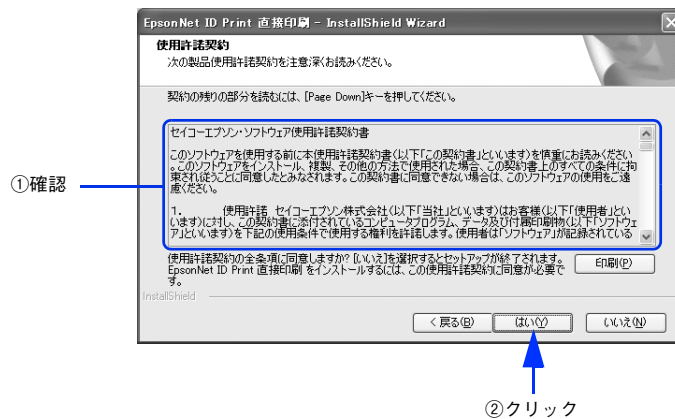 EpsonNet ID Print 直接印刷 - InstallShield Wizard
使用許諾契約
次の製品使用許諾契約を注意深くお読みください。
契約の残りの部分を読むには、[Page Down]キーを押してください。
セイコーエプソン・ソフトウェア使用許諾契約書
このソフトウェアを使用する前に本使用許諾契約書(以下「この契約書」といいます)を慎重にお読みください
。このソフトウェアをインストール、複製、その他の方法で使用された場合、この契約書上のすべての条件に拘
束されほうことに同意したとみなされます。この契約書に同意できない場合は、このソフトウェアの使用をご遠
慮ください。
1. 使用許諾 セイコーエプソン株式会社(以下「当社」といいます)はお客様(以下「使用者」とい
います)に対し、この契約書に添付されているコンピュータプログラム、データ及び付属印刷物(以下「ソフトウェ
ア」といいます)を下記の使用条件で使用する権利を許諾します。使用者は「ソフトウェア」が記録されている
①確認
使用許諾契約の全条項に同意しますか? [いいえ]を選択するとセットアップが終了されます。
EpsonNet ID Print 直接印刷 をインストールするには、この使用許諾契約に同意が必要で
す。
印刷(P)
InstallShield
< 戻る(B)
はい(Y)
いいえ(N)
②クリック